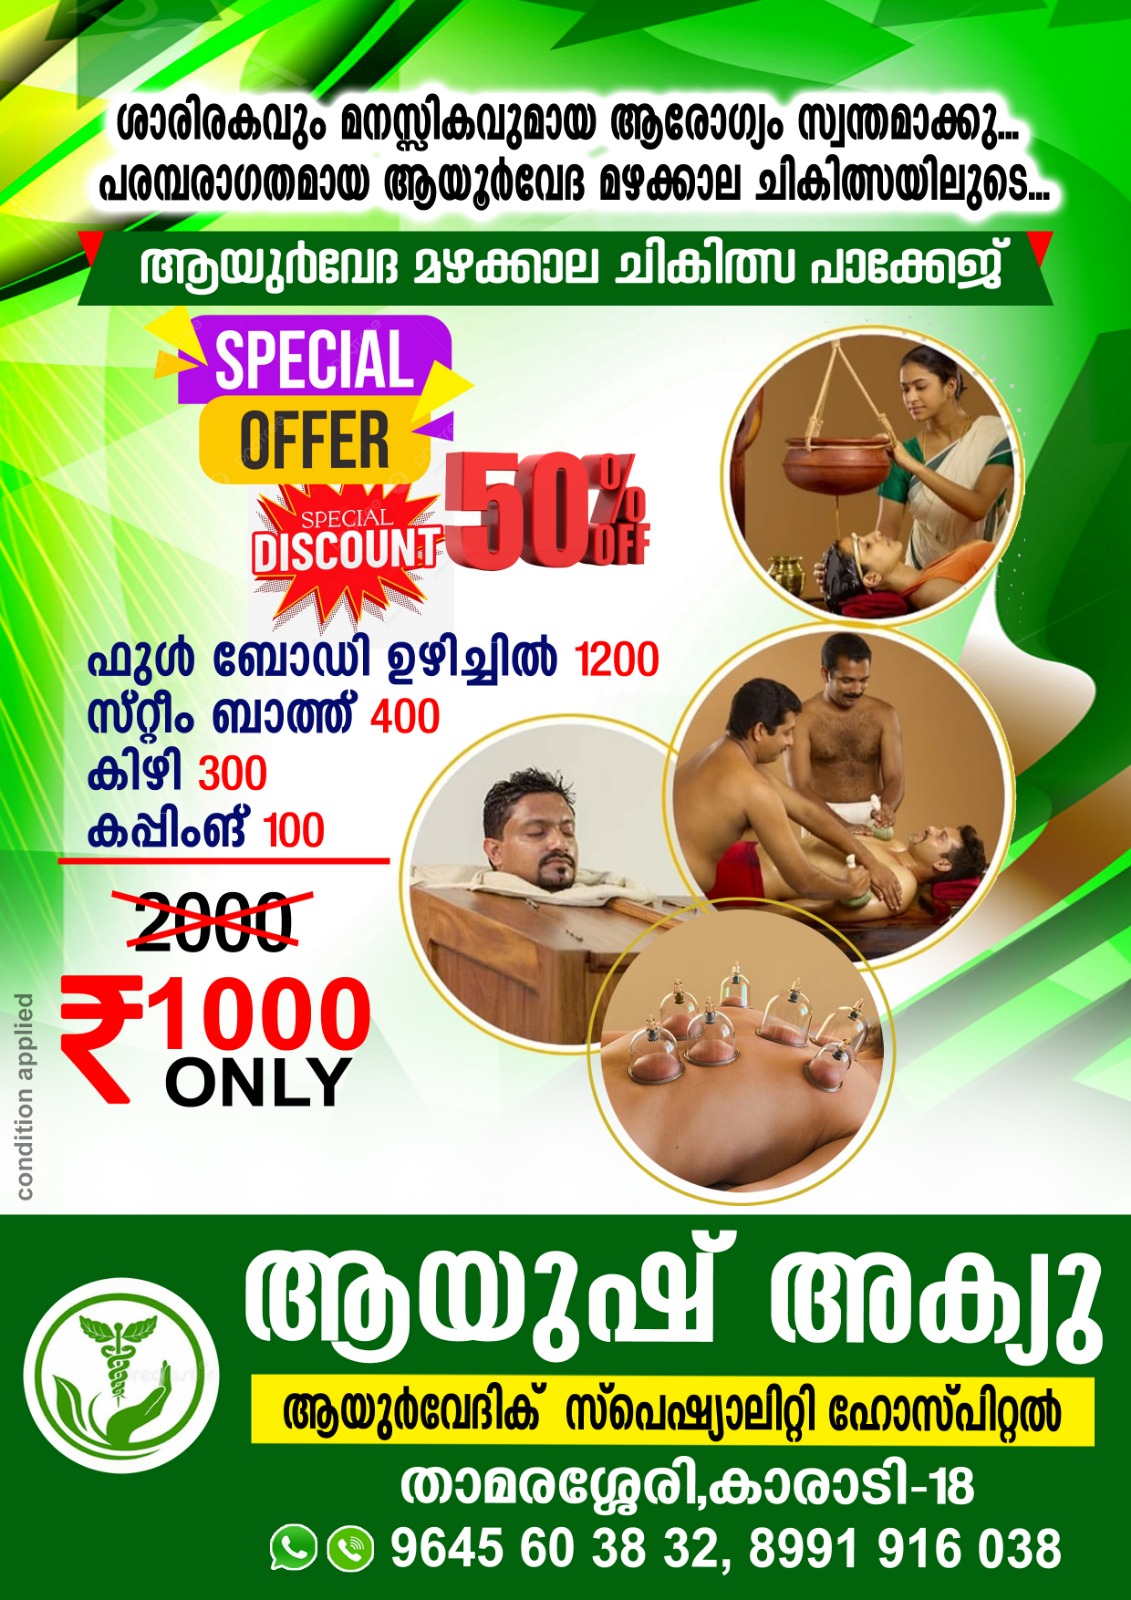 ശാരിരകവും മനസ്സികവുമായ ആരോഗ്യം സ്വന്തമാക്കു...
പരമ്പരാഗതമായ ആയൂർവേദ മഴക്കാല ചികിത്സയിലുടെ...
ആയുർവേദ മഴക്കാല ചികിത്സ പാക്കേജ്
SPECIAL
OFFER
SPECIAL
DISCOUNT
50% OFF
ഫുൾ ബോഡി ഉഴിച്ചിൽ 1200
സ്റ്റീം ബാത്ത് 400
കിഴി 300
കപ്പിംങ് 100
2000
₹1000
ONLY
condition applied
ആയുഷ് അക്യു
ആയുർവേദിക് സ്പെഷ്യാലിറ്റി ഹോസ്പിറ്റൽ
താമരശ്ശേരി,കാരാടി-18
9645 60 38 32, 8991 916 038